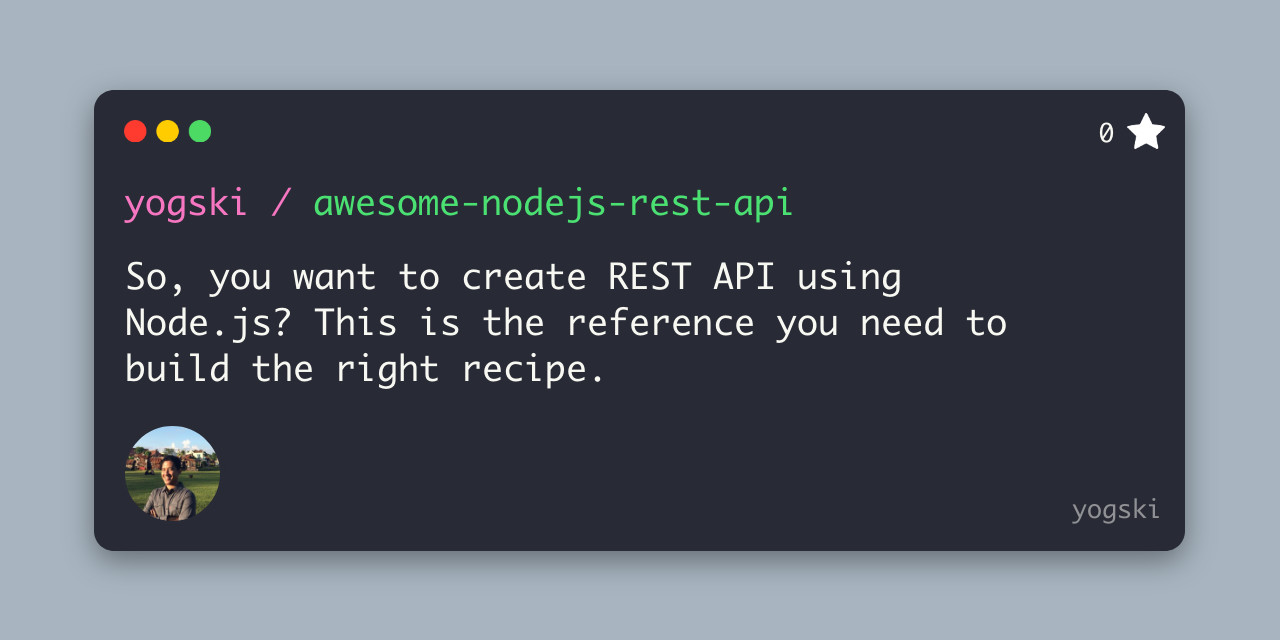 0
yogski / awesome-nodejs-rest-api
So, you want to create REST API using
Node.js? This is the reference you need to
build the right recipe.
yogski